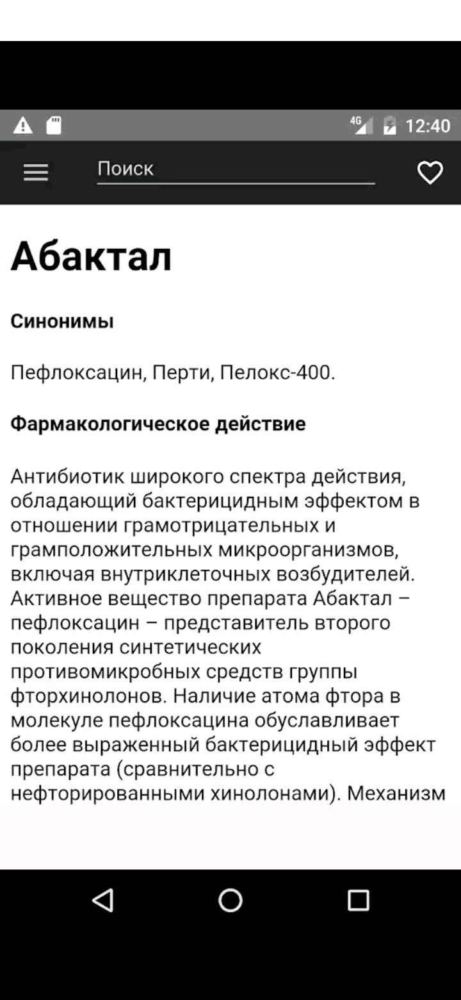 4G 12:40
Поиск
Абактал
Синонимы
Пефлоксацин, Перти, Пелокс-400.
Фармакологическое действие
Антибиотик широкого спектра действия,
обладающий бактерицидным эффектом в
отношении грамотрицательных и
грамположительных микроорганизмов,
включая внутриклеточных возбудителей.
Активное вещество препарата Абактал –
пефлоксацин – представитель второго
поколения синтетических
противомикробных средств группы
фторхинолонов. Наличие атома фтора в
молекуле пефлоксацина обуславливает
более выраженный бактерицидный эффект
препарата (сравнительно с
нефторированными хинолонами). Механизм